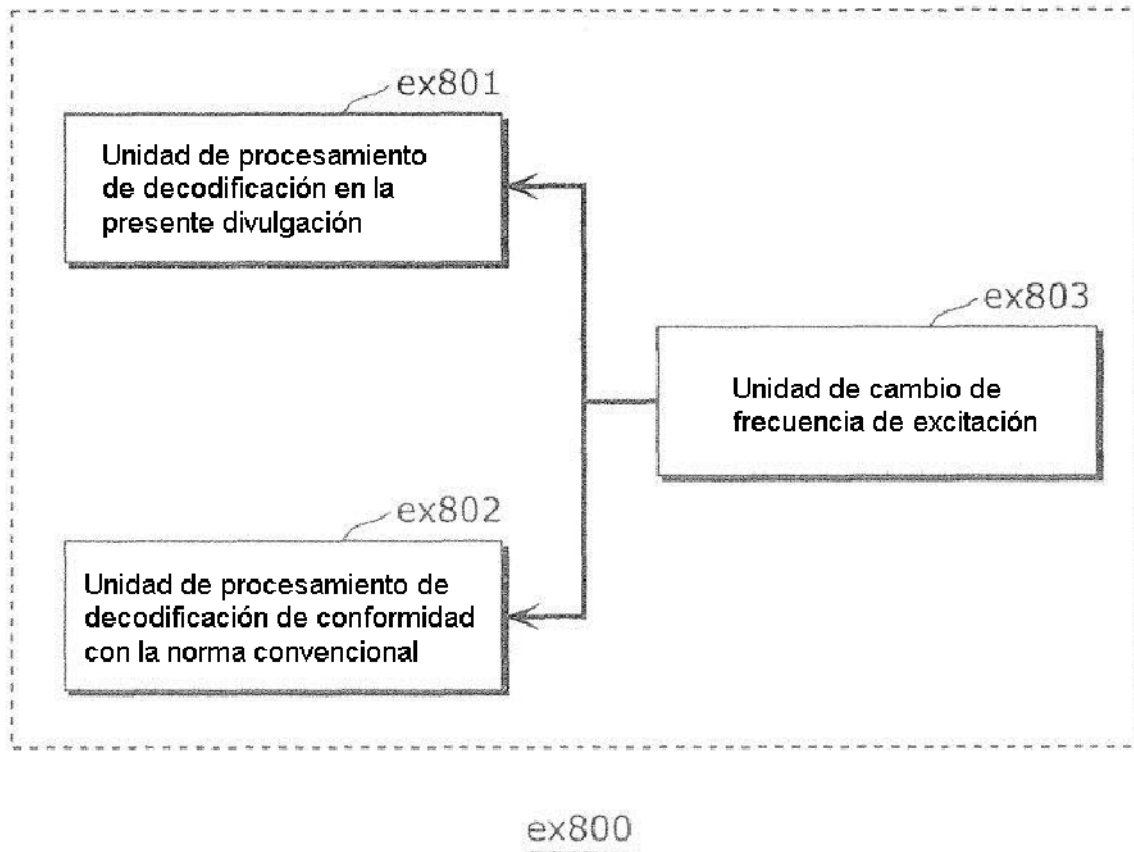 ex801
Unidad de procesamiento
de decodificación en la
presente divulgación
ex803
Unidad de cambio de
frecuencia de excitación
ex802
Unidad de procesamiento de
decodificación de conformidad
con la norma convencional
ex800